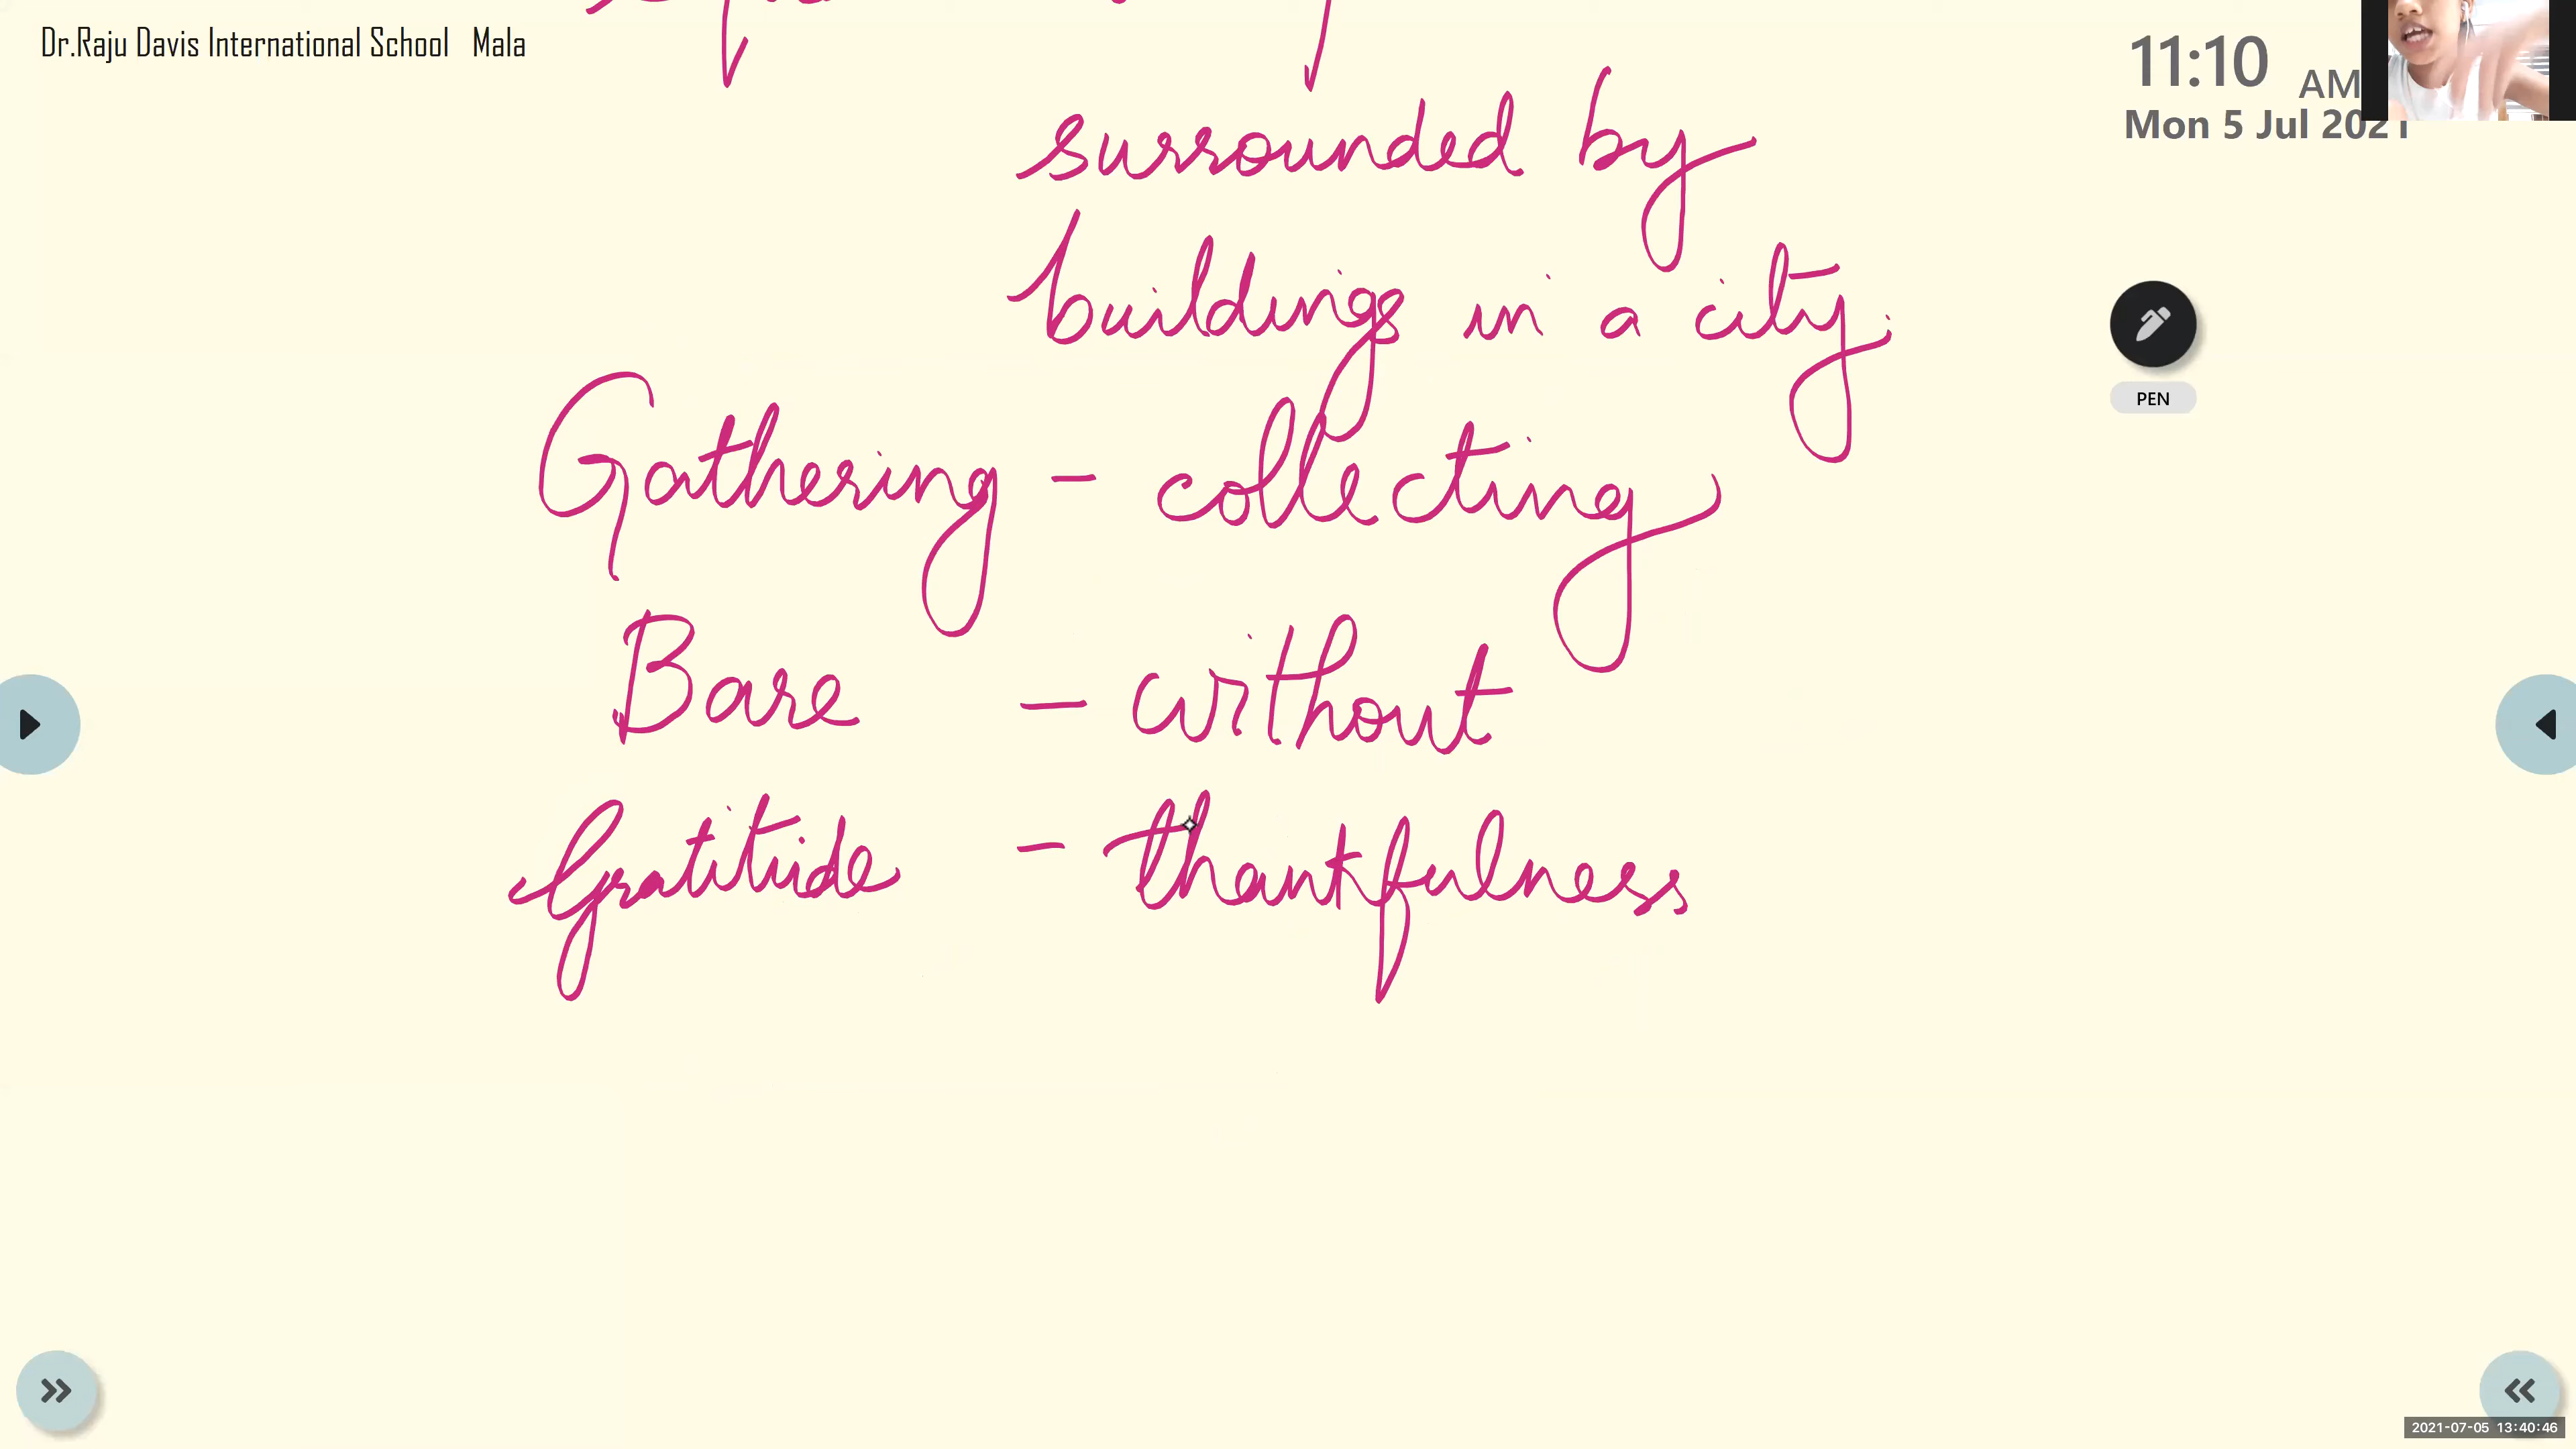 Dr.Raju Davis International School Mala
11:10 AM
Mon 5 Jul 2021
surrounded by
buildings in a city.
PEN
Gathering - collecting
Bare - without
Gratitude - thankfulness
2021-07-05 13:40:46